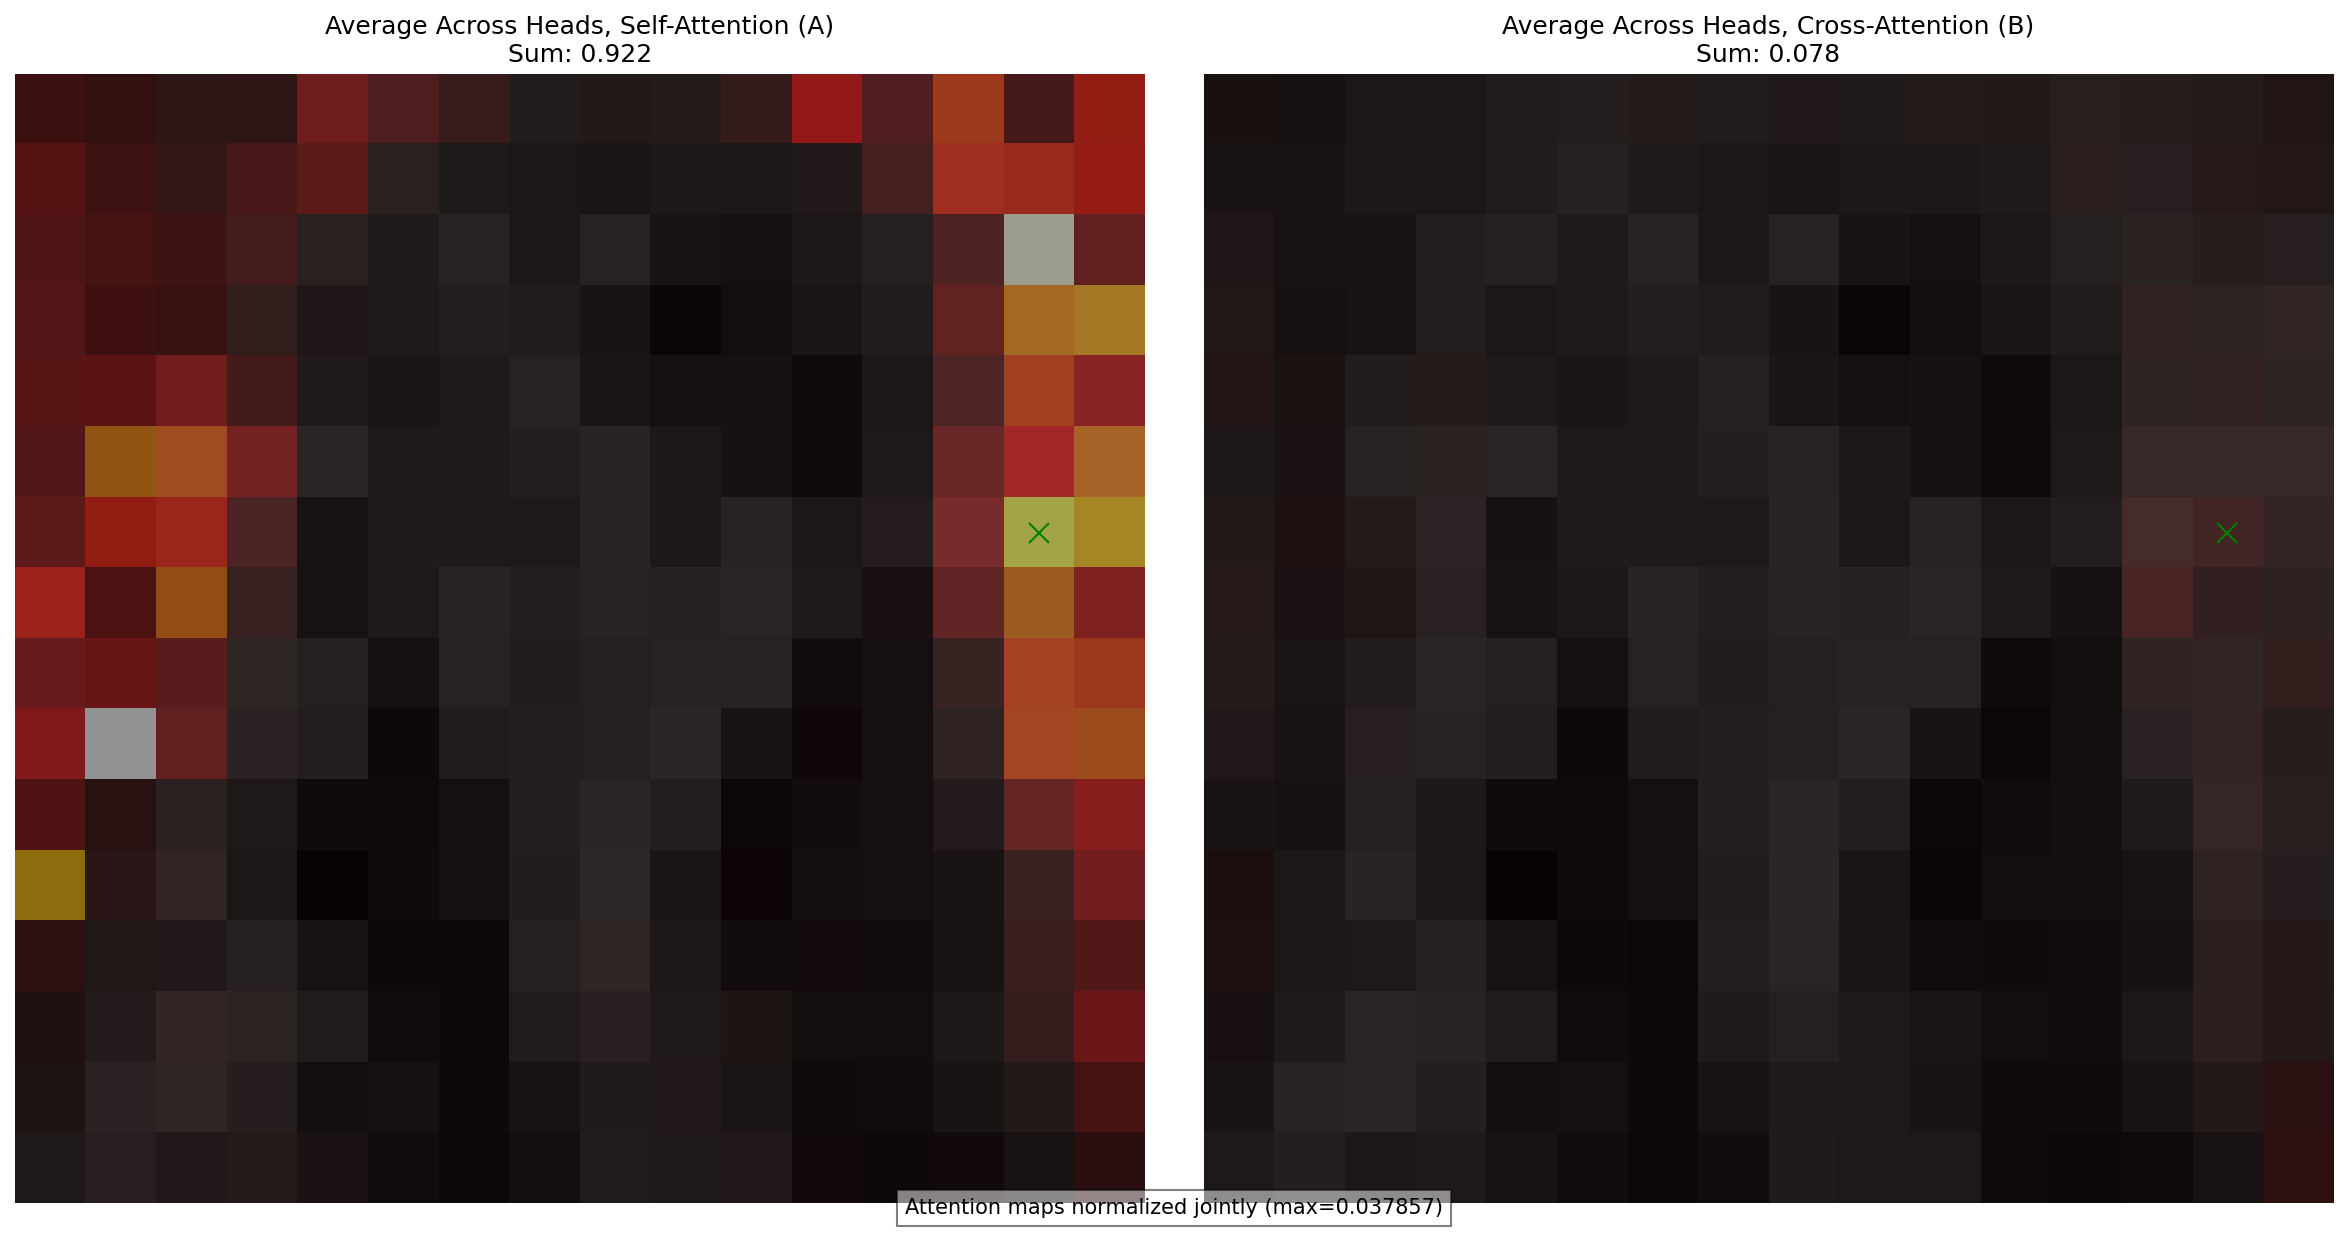 Average Across Heads, Self-Attention (A)
Sum: 0.922
Average Across Heads, Cross-Attention (B)
Sum: 0.078
Attention maps normalized jointly (max=0.037857)